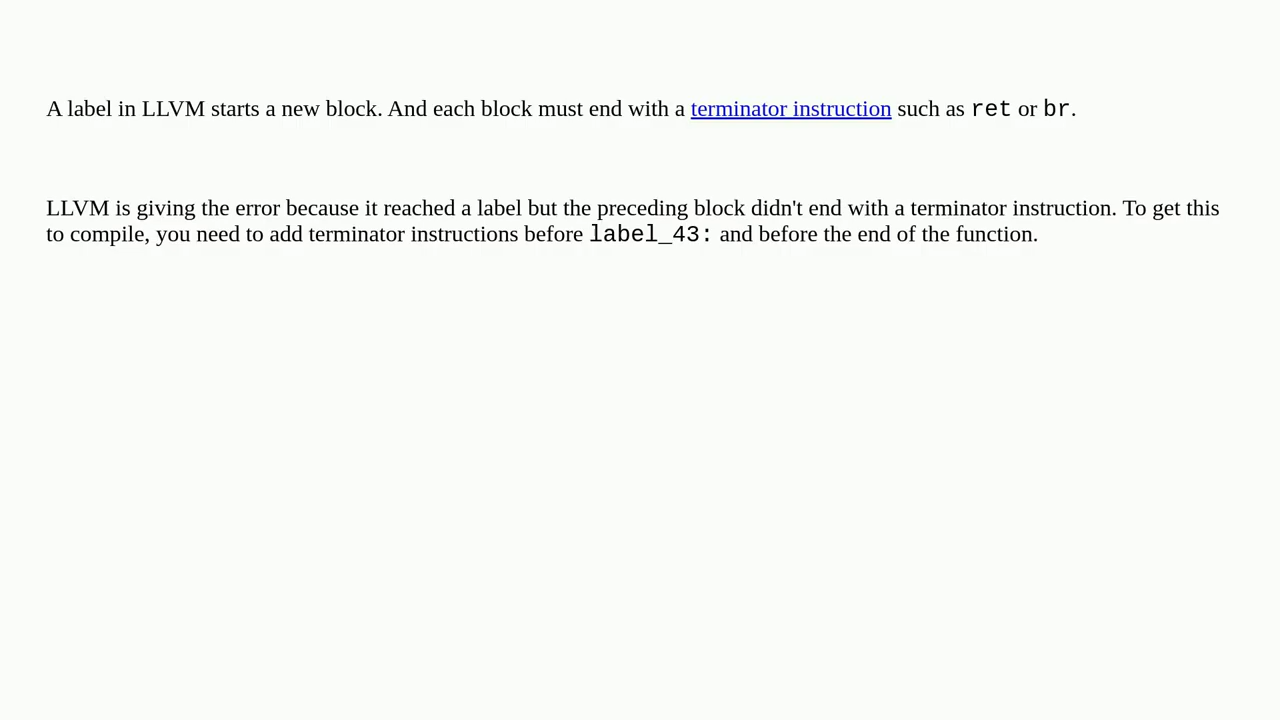 A label in LLVM starts a new block. And each block must end with a terminator instruction such as ret or br.
LLVM is giving the error because it reached a label but the preceding block didn't end with a terminator instruction. To get this
to compile, you need to add terminator instructions before label_43: and before the end of the function.